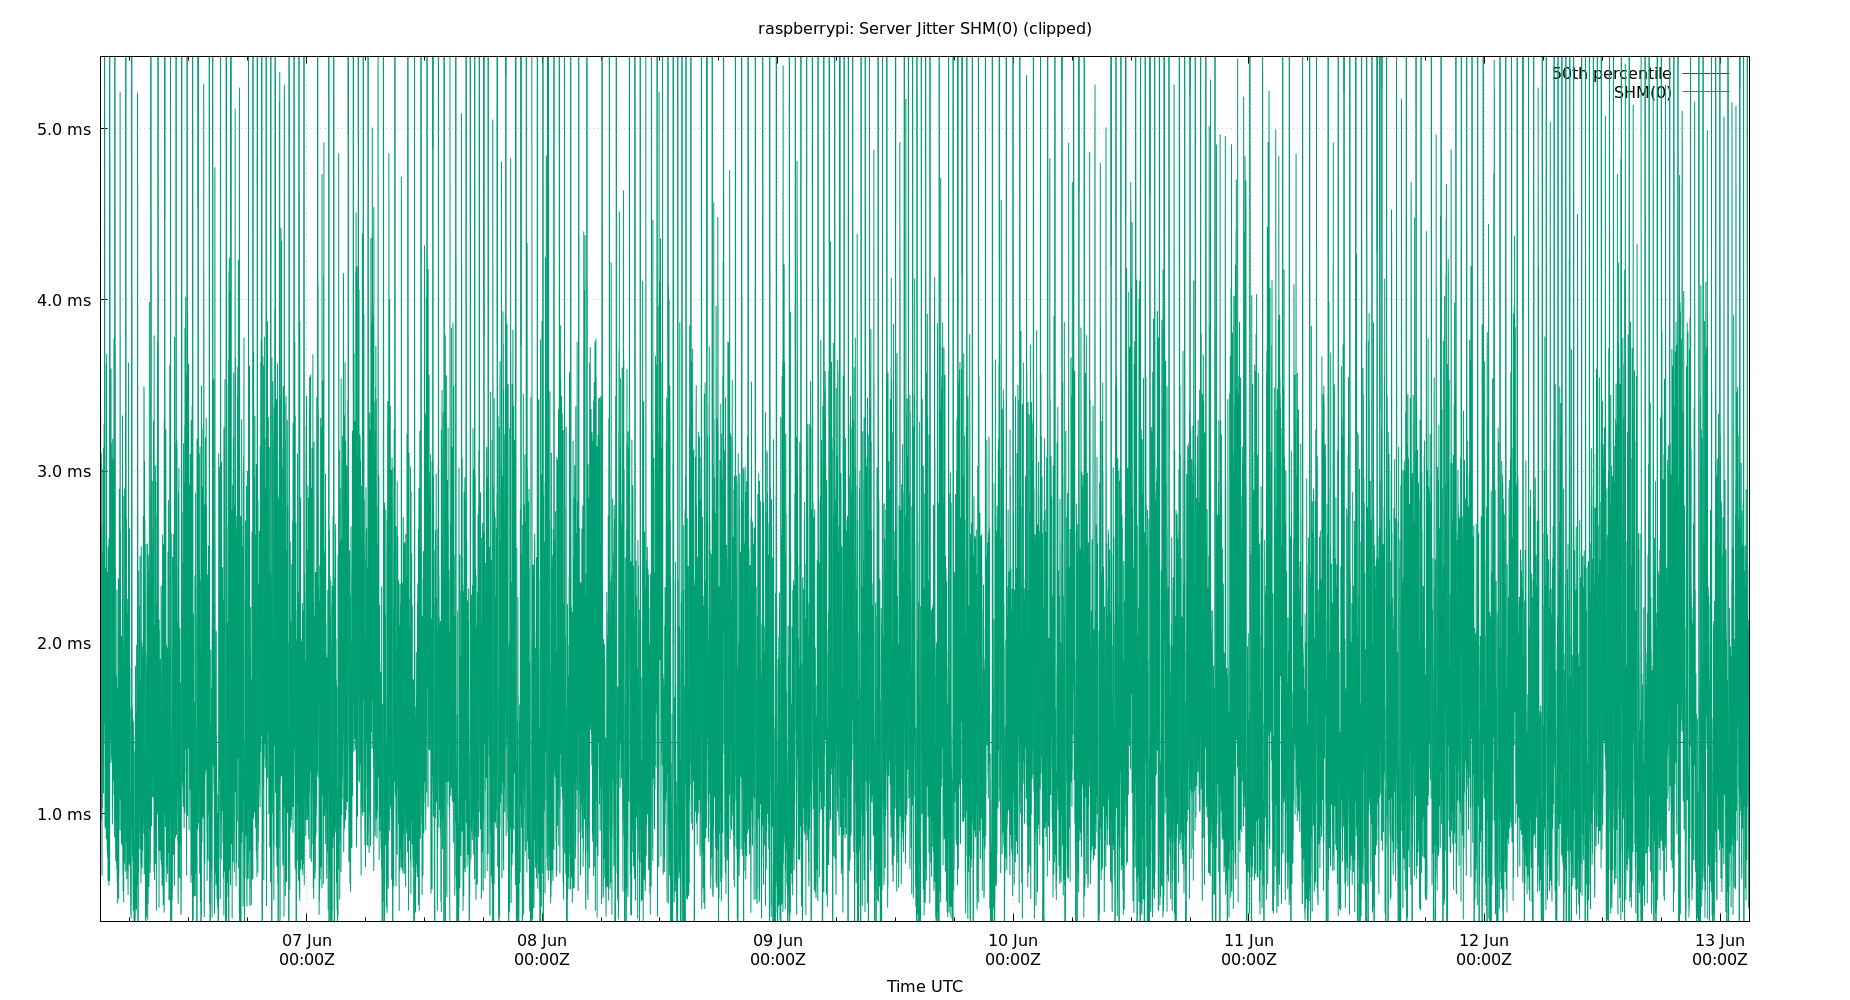 raspberrypi: Server Jitter SHM(0) (clipped)
50th percentile
SHM(0)
5.0 ms
4.0 ms
3.0 ms
2.0 ms
1.0 ms
07 Jun 08 Jun 09 Jun 10 Jun 11 Jun 12 Jun 13 Jun
00:00Z 00:00Z 00:00Z 00:00Z 00:00Z 00:00Z 00:00Z
Time UTC